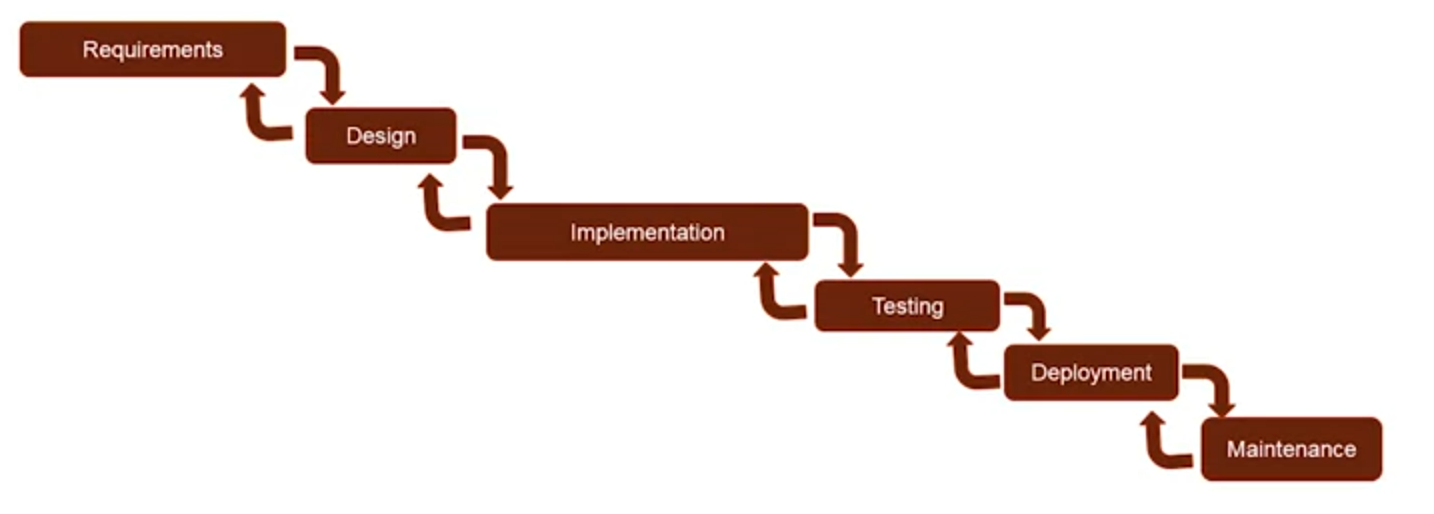 Requirements
Design
Implementation
Testing
Deployment
Maintenance